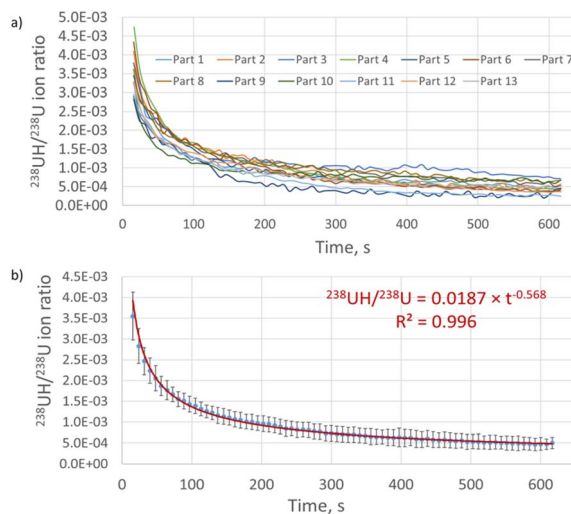 a)
5.0E-03
4.5E-03
4.0E-03
3.5E-03
3.0E-03
2.5E-03
2.0E-03
1.5E-03
1.0E-03
5.0E-04
0.0E+00
²³⁸UH/²³⁸U ion ratio
Part 1 Part 2 Part 3 Part 4 Part 5 Part 6 Part 7
Part 8 Part 9 Part 10 Part 11 Part 12 Part 13
0 100 200 300 400 500 600
Time, s
b)
4.5E-03
4.0E-03
3.5E-03
3.0E-03
2.5E-03
2.0E-03
1.5E-03
1.0E-03
5.0E-04
0.0E+00
²³⁸UH/²³⁸U ion ratio
²³⁸UH/²³⁸U = 0.0187 × t⁻⁰·⁵⁶⁸
R² = 0.996
0 100 200 300 400 500 600
Time, s